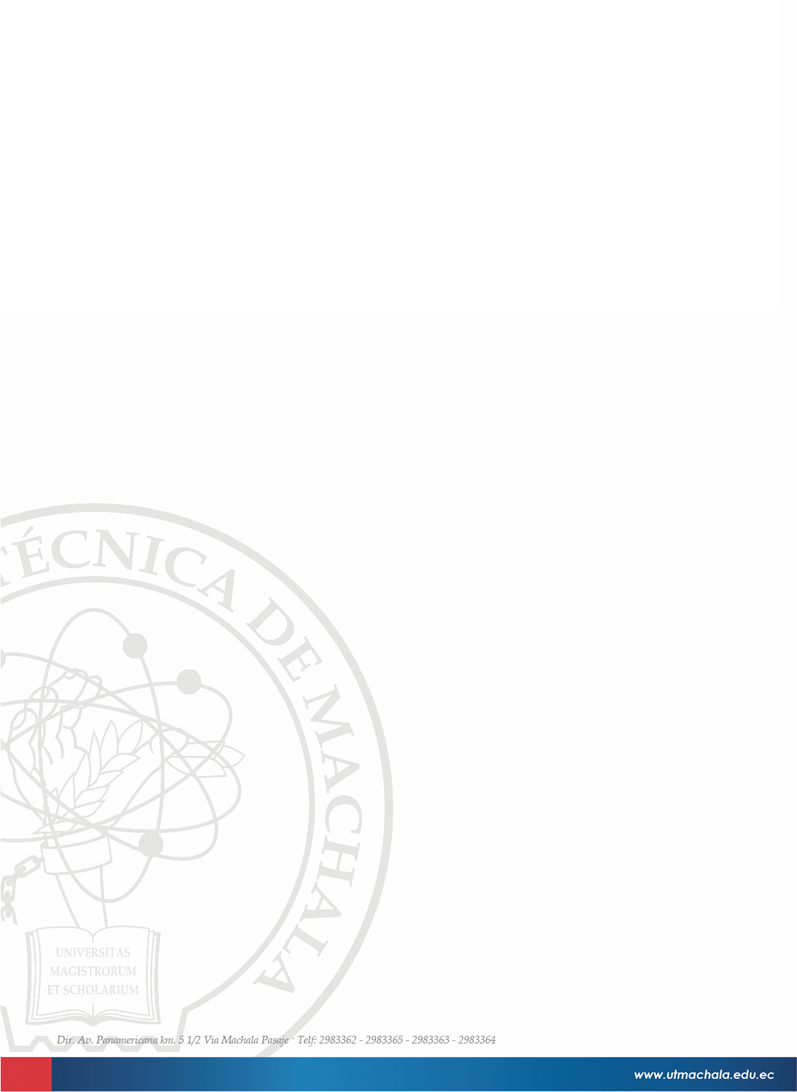 TÉCNICA DE MACHALA
UNIVERSITAS
MAGISTRORUM
ET SCHOLARIUM
Dir. Av. Panamericana km. 5 1/2 Via Machala Pasaje · Telf: 2983362 - 2983365 - 2983363 - 2983364
www.utmachala.edu.ec